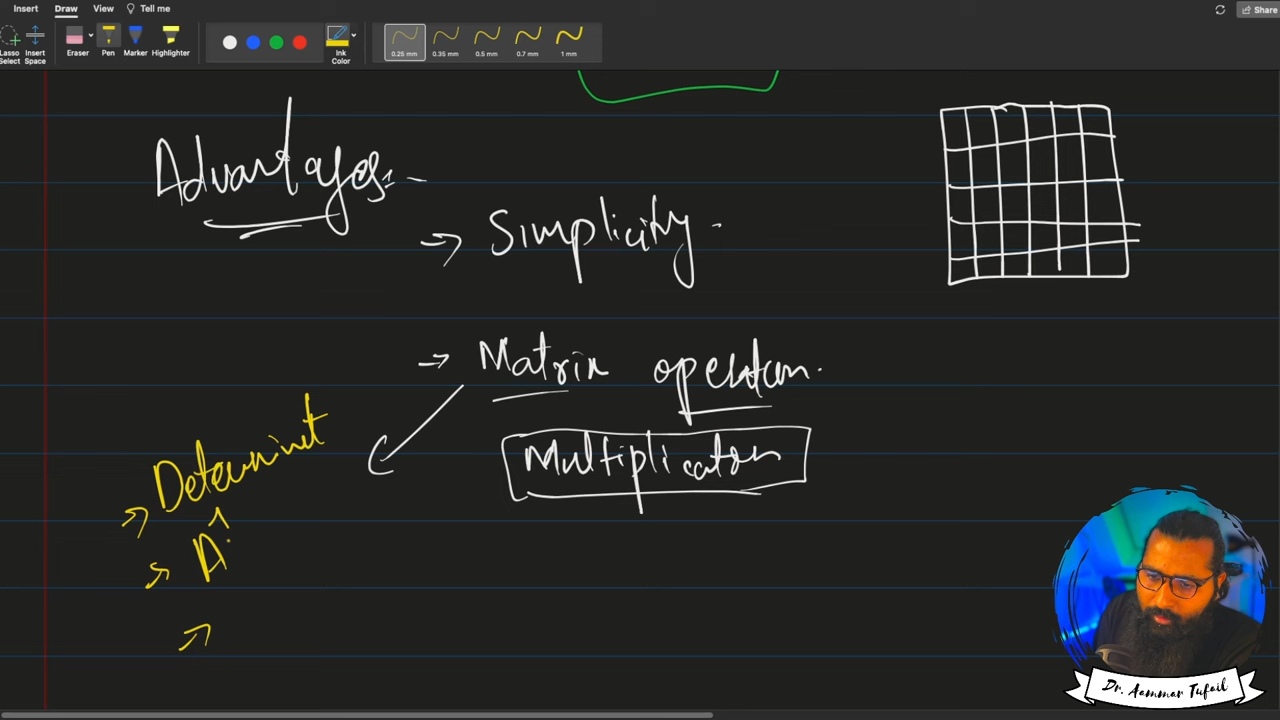 Insert Draw View Tell me
Share
Lasso Select
Insert Space
Eraser
Pen
Marker
Highlighter
Ink Color
0.25 mm
0.35 mm
0.5 mm
0.7 mm
1 mm
Advantages:-
→ Simplicity.
→ Matrix operation.
Multiplication
→ Determinet
→ A
→
Dr. Aammar Tufail